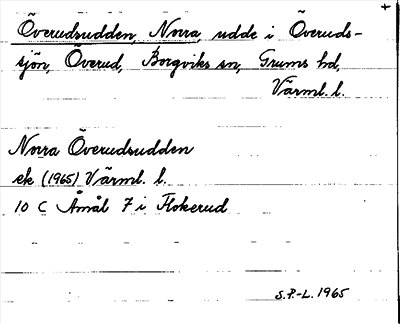 +
Överudsudden, Norra, udde i Överuds-
sjön, Överud, Borgviks sn, Grums hd,
Värml. l.
Norra Överudsudden
ek (1965) Värml. l.
10 C Åmål 7 i Flokerud
S.P.-L. 1965